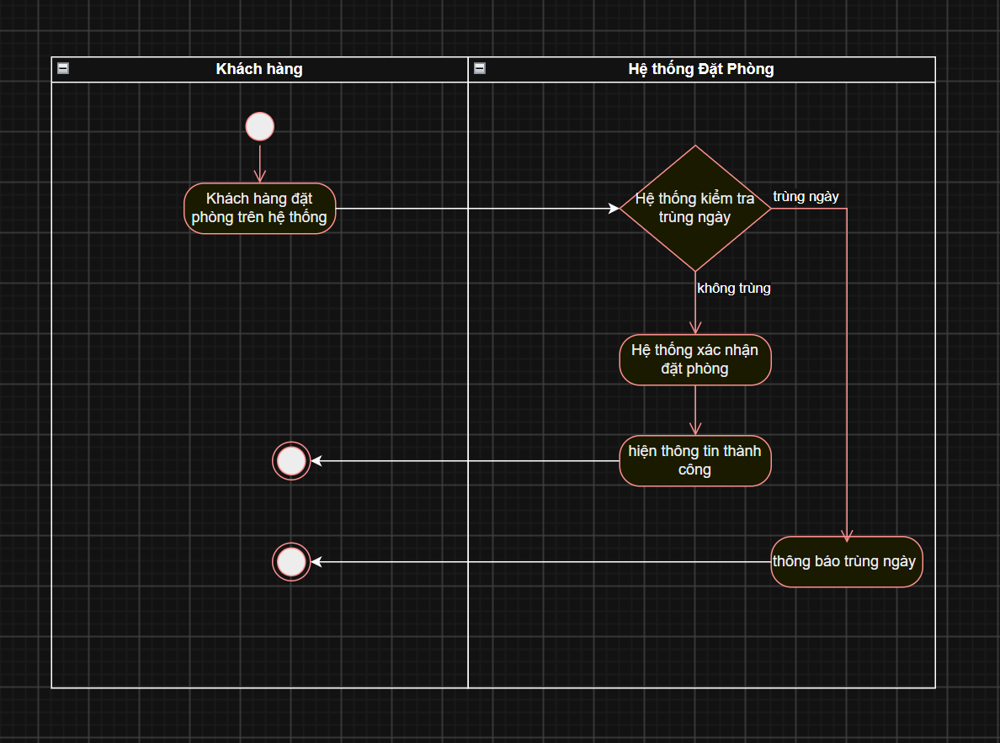 Khách hàng
Hệ thống Đặt Phòng
Khách hàng đặt
phòng trên hệ thống
Hệ thống kiểm tra
trùng ngày
trùng ngày
không trùng
Hệ thống xác nhận
đặt phòng
hiện thông tin thành
công
thông báo trùng ngày